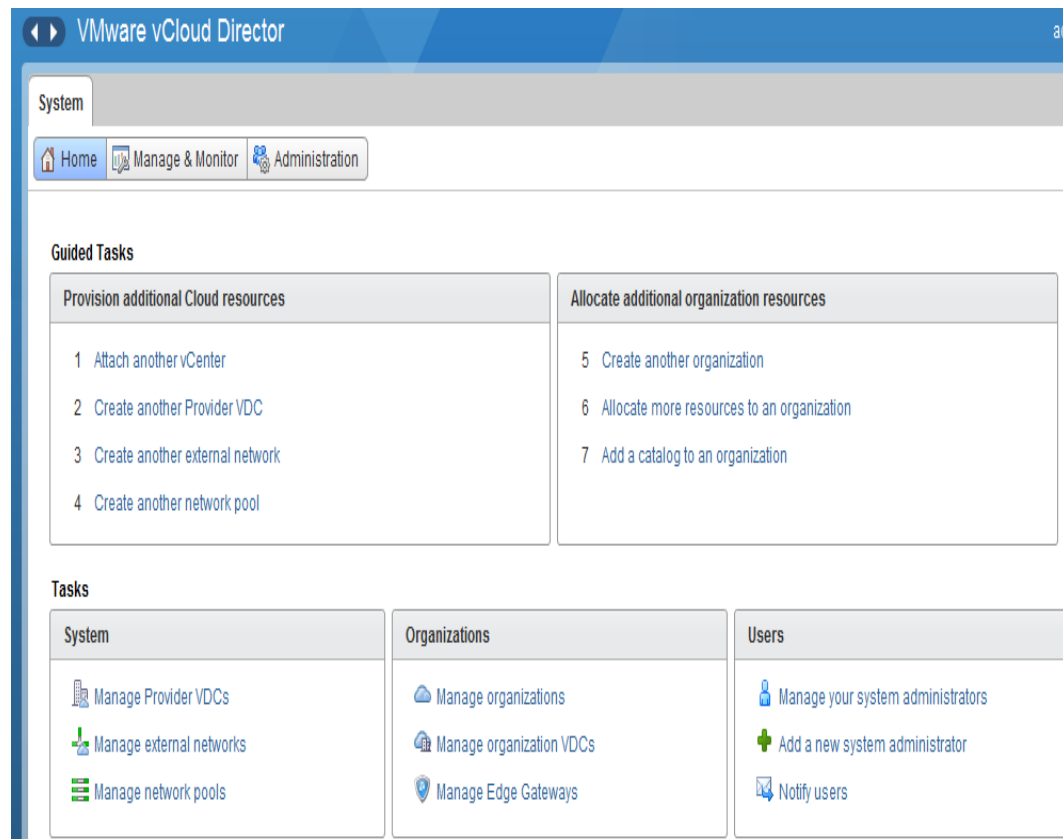 VMware vCloud Director
System
Home Manage & Monitor Administration
Guided Tasks
Provision additional Cloud resources
1 Attach another vCenter
2 Create another Provider VDC
3 Create another external network
4 Create another network pool
Allocate additional organization resources
5 Create another organization
6 Allocate more resources to an organization
7 Add a catalog to an organization
Tasks
System
Manage Provider VDCs
Manage external networks
Manage network pools
Organizations
Manage organizations
Manage organization VDCs
Manage Edge Gateways
Users
Manage your system administrators
Add a new system administrator
Notify users